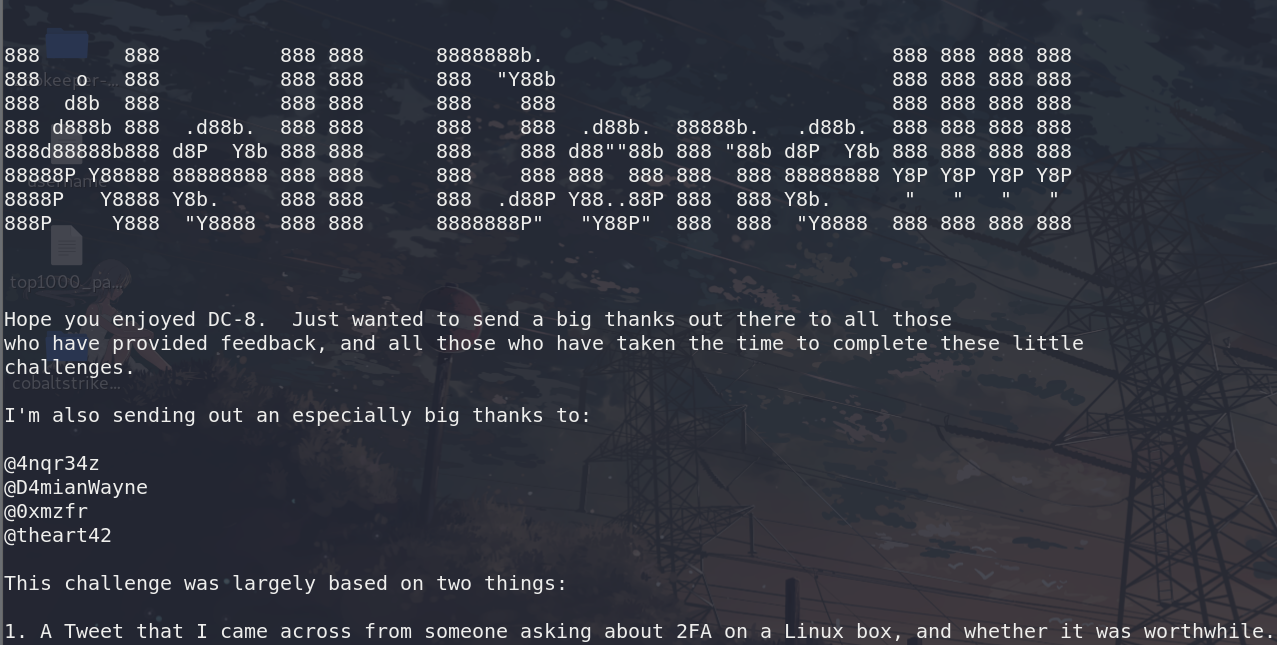 888       888          888 888      8888888b.                             888 888 888 888
888   o   888          888 888      888  "Y88b                            888 888 888 888
888  d8b  888          888 888      888    888                            888 888 888 888
888 d888b 888  .d88b.  888 888      888    888  .d88b.  88888b.   .d88b.  888 888 888 888
888d88888b888 d8P  Y8b 888 888      888    888 d88""88b 888 "88b d8P  Y8b 888 888 888 888
88888P Y88888 88888888 888 888      888    888 888  888 888  888 88888888 Y8P Y8P Y8P Y8P
8888P   Y8888 Y8b.     888 888      888  .d88P Y88..88P 888  888 Y8b.      "   "   "   "
888P     Y888  "Y8888  888 888      8888888P"   "Y88P"  888  888  "Y8888  888 888 888 888
top1000_pa...
Hope you enjoyed DC-8.  Just wanted to send a big thanks out there to all those
who have provided feedback, and all those who have taken the time to complete these little
challenges.
cobaltstrike...
I'm also sending out an especially big thanks to:
@4nqr34z
@D4mianWayne
@0xmzfr
@theart42
This challenge was largely based on two things:
1. A Tweet that I came across from someone asking about 2FA on a Linux box, and whether it was worthwhile.